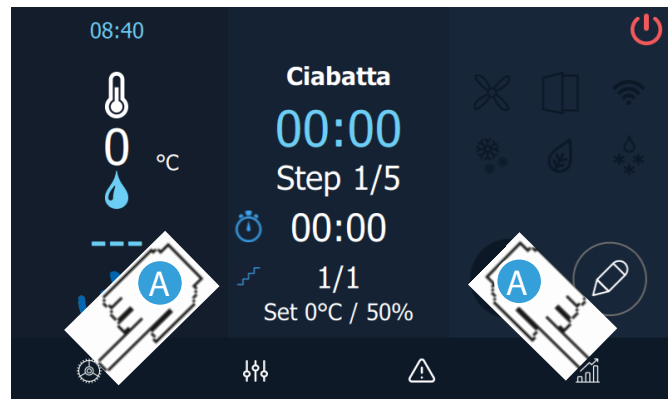 08:40
0 °C
---
Ciabatta
00:00
Step 1/5
00:00
1/1
Set 0°C / 50%
A
A